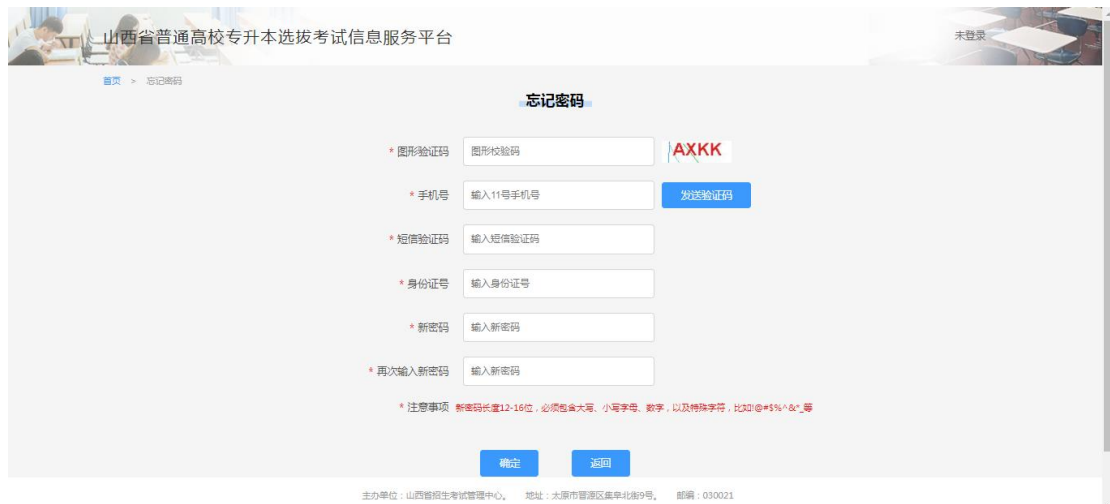 山西省普通高校专升本选拔考试信息服务平台 未登录
首页 > 忘记密码
忘记密码
* 图形验证码 图形校验码 AXKK
* 手机号 输入11号手机号 发送验证码
* 短信验证码 输入短信验证码
* 身份证号 输入身份证号
* 新密码 输入新密码
* 再次输入新密码 输入新密码
* 注意事项 新密码长度12-16位，必须包含大写、小写字母、数字，以及特殊字符，比如!@#$%^&*_等
确定 返回
主办单位：山西省招生考试管理中心。 地址：太原市晋源区集阜北街9号。 邮编：030021